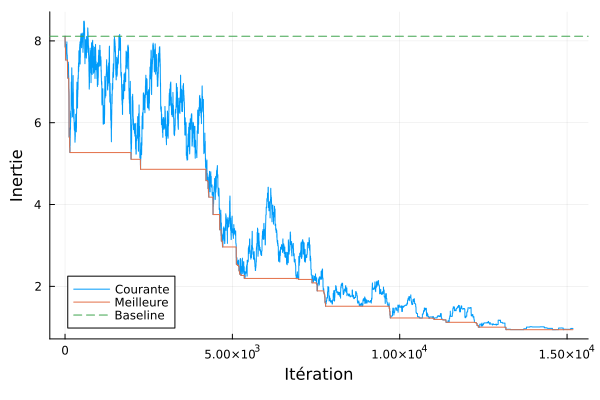 Inertie
8
6
4
2
Courante
Meilleure
Baseline
0
5.00×10³
1.00×10⁴
1.50×10⁴
Itération